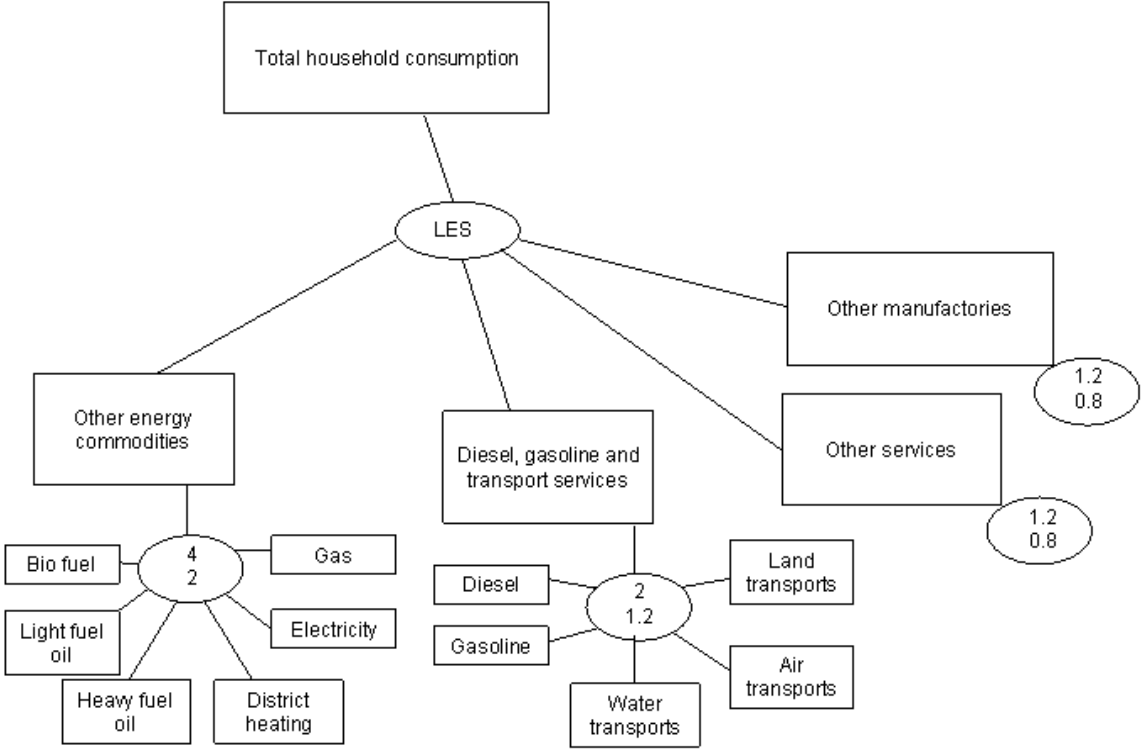 Total household consumption
LES
Other manufactories
1.2
0.8
Other energy
commodities
Diesel, gasoline and
transport services
Other services
1.2
0.8
Bio fuel
4
2
Gas
Light fuel
oil
Electricity
Heavy fuel
oil
District
heating
Diesel
2
1.2
Land
transports
Gasoline
Air
transports
Water
transports